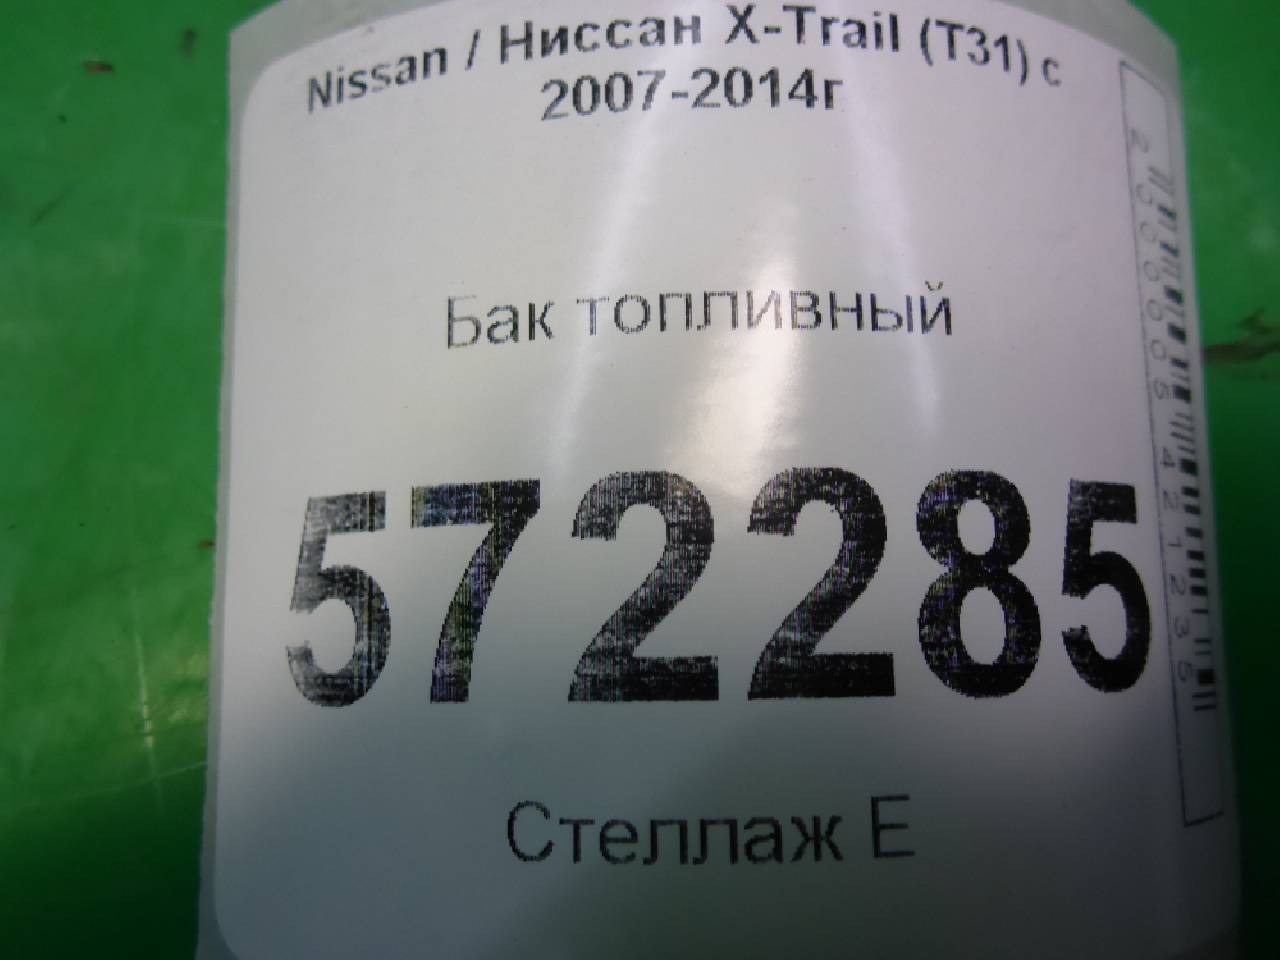 Nissan / Ниссан X-Trail (T31) с
2007-2014г
Бак топливный
572285
Стеллаж Е